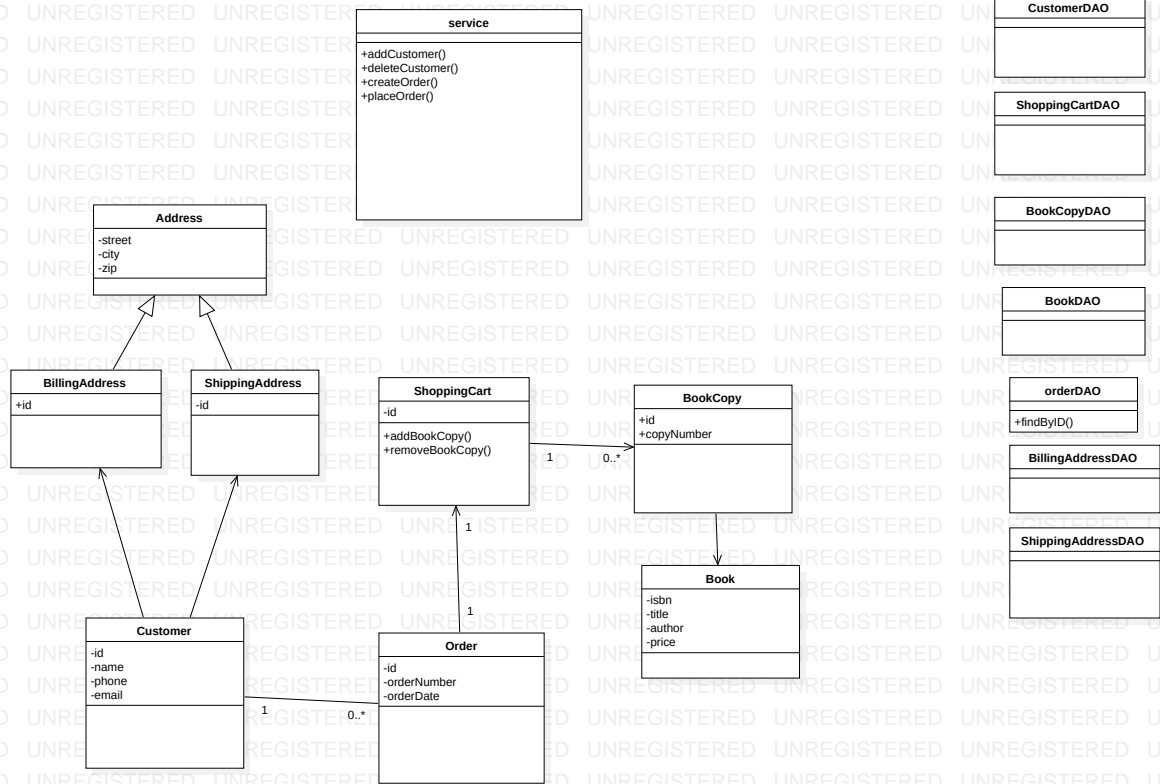 service
+addCustomer()
+deleteCustomer()
+createOrder()
+placeOrder()
CustomerDAO
ShoppingCartDAO
BookCopyDAO
BookDAO
orderDAO
+findByID()
BillingAddressDAO
ShippingAddressDAO
Address
-street
-city
-zip
BillingAddress
+id
ShippingAddress
-id
ShoppingCart
-id
+addBookCopy()
+removeBookCopy()
1
0..*
BookCopy
+id
+copyNumber
1
1
Book
-isbn
-title
-author
-price
Customer
-id
-name
-phone
-email
1
0..*
Order
-id
-orderNumber
-orderDate
UNREGISTERED